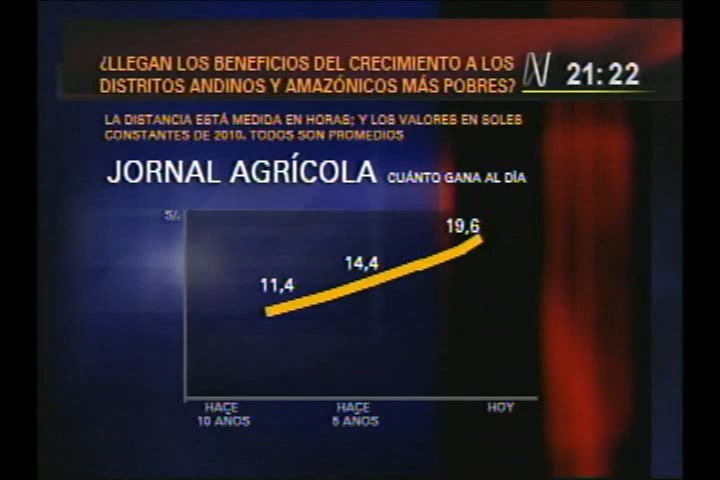 ¿LLEGAN LOS BENEFICIOS DEL CRECIMIENTO A LOS
DISTRITOS ANDINOS Y AMAZÓNICOS MÁS POBRES?
N 21:22
LA DISTANCIA ESTÁ MEDIDA EN HORAS; Y LOS VALORES EN SOLES
CONSTANTES DE 2010. TODOS SON PROMEDIOS
JORNAL AGRÍCOLA CUÁNTO GANA AL DÍA
S/.
11,4
14,4
19,6
HACE
10 AÑOS
HACE
5 AÑOS
HOY